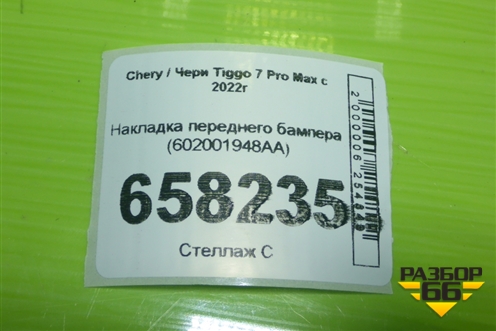 Chery / Чери Tiggo 7 Pro Max с
2022г
Накладка переднего бампера
(602001948AA)
658235
Стеллаж С
РАЗБОР
66